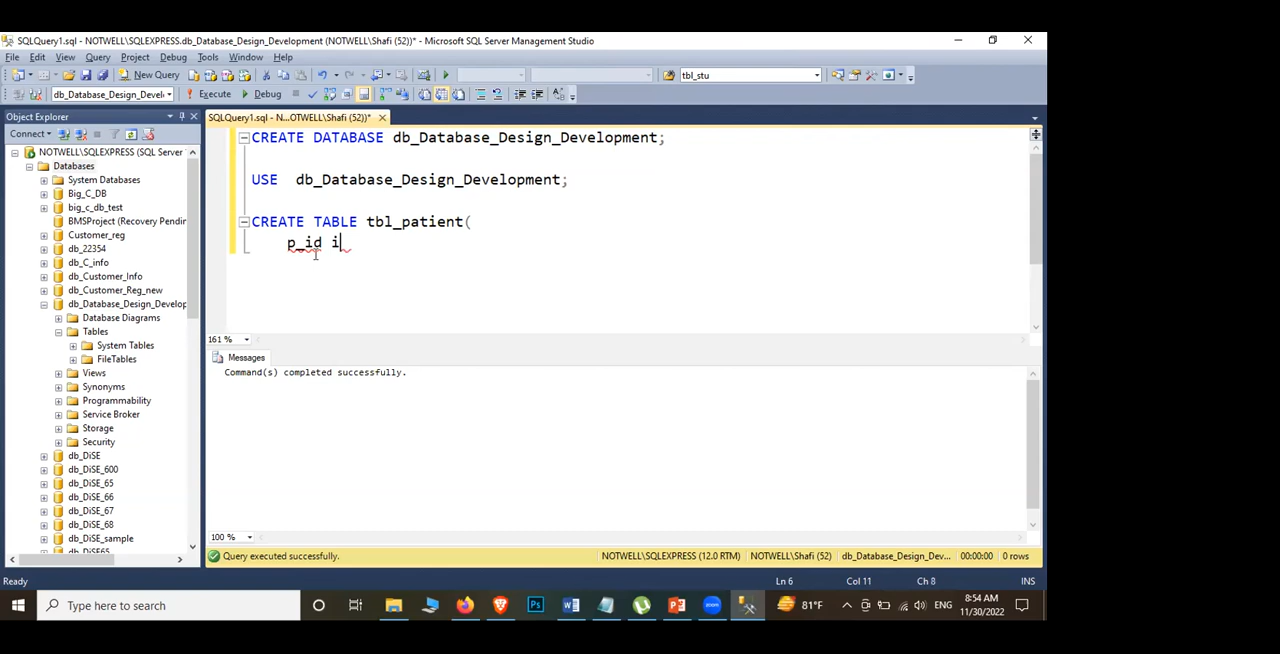 SQLQuery1.sql - NOTWELL\SQLEXPRESS.db_Database_Design_Development (NOTWELL\Shafi (52))* - Microsoft SQL Server Management Studio
File Edit View Query Project Debug Tools Window Help
New Query tbl_stu
db_Database_Design_Devel Execute Debug
Object Explorer
SQLQuery1.sql - N...OTWELL\Shafi (52))*
Connect
NOTWELL\SQLEXPRESS (SQL Server
Databases
System Databases
Big_C_DB
big_c_db_test
BMSProject (Recovery Pendin
Customer_reg
db_22354
db_C_info
db_Customer_Info
db_Customer_Reg_new
db_Database_Design_Develop
Database Diagrams
Tables
System Tables
FileTables
Views
Synonyms
Programmability
Service Broker
Storage
Security
db_DiSE
db_DiSE_600
db_DiSE_65
db_DiSE_66
db_DiSE_67
db_DiSE_68
db_DiSE_sample
db_DiSE65
CREATE DATABASE db_Database_Design_Development;
USE db_Database_Design_Development;
CREATE TABLE tbl_patient(
p_id i
161 %
Messages
Command(s) completed successfully.
100 %
Query executed successfully. NOTWELL\SQLEXPRESS (12.0 RTM) NOTWELL\Shafi (52) db_Database_Design_Dev... 00:00:00 0 rows
Ready Ln 6 Col 11 Ch 8 INS
Type here to search Ps 81°F ENG 8:54 AM
11/30/2022